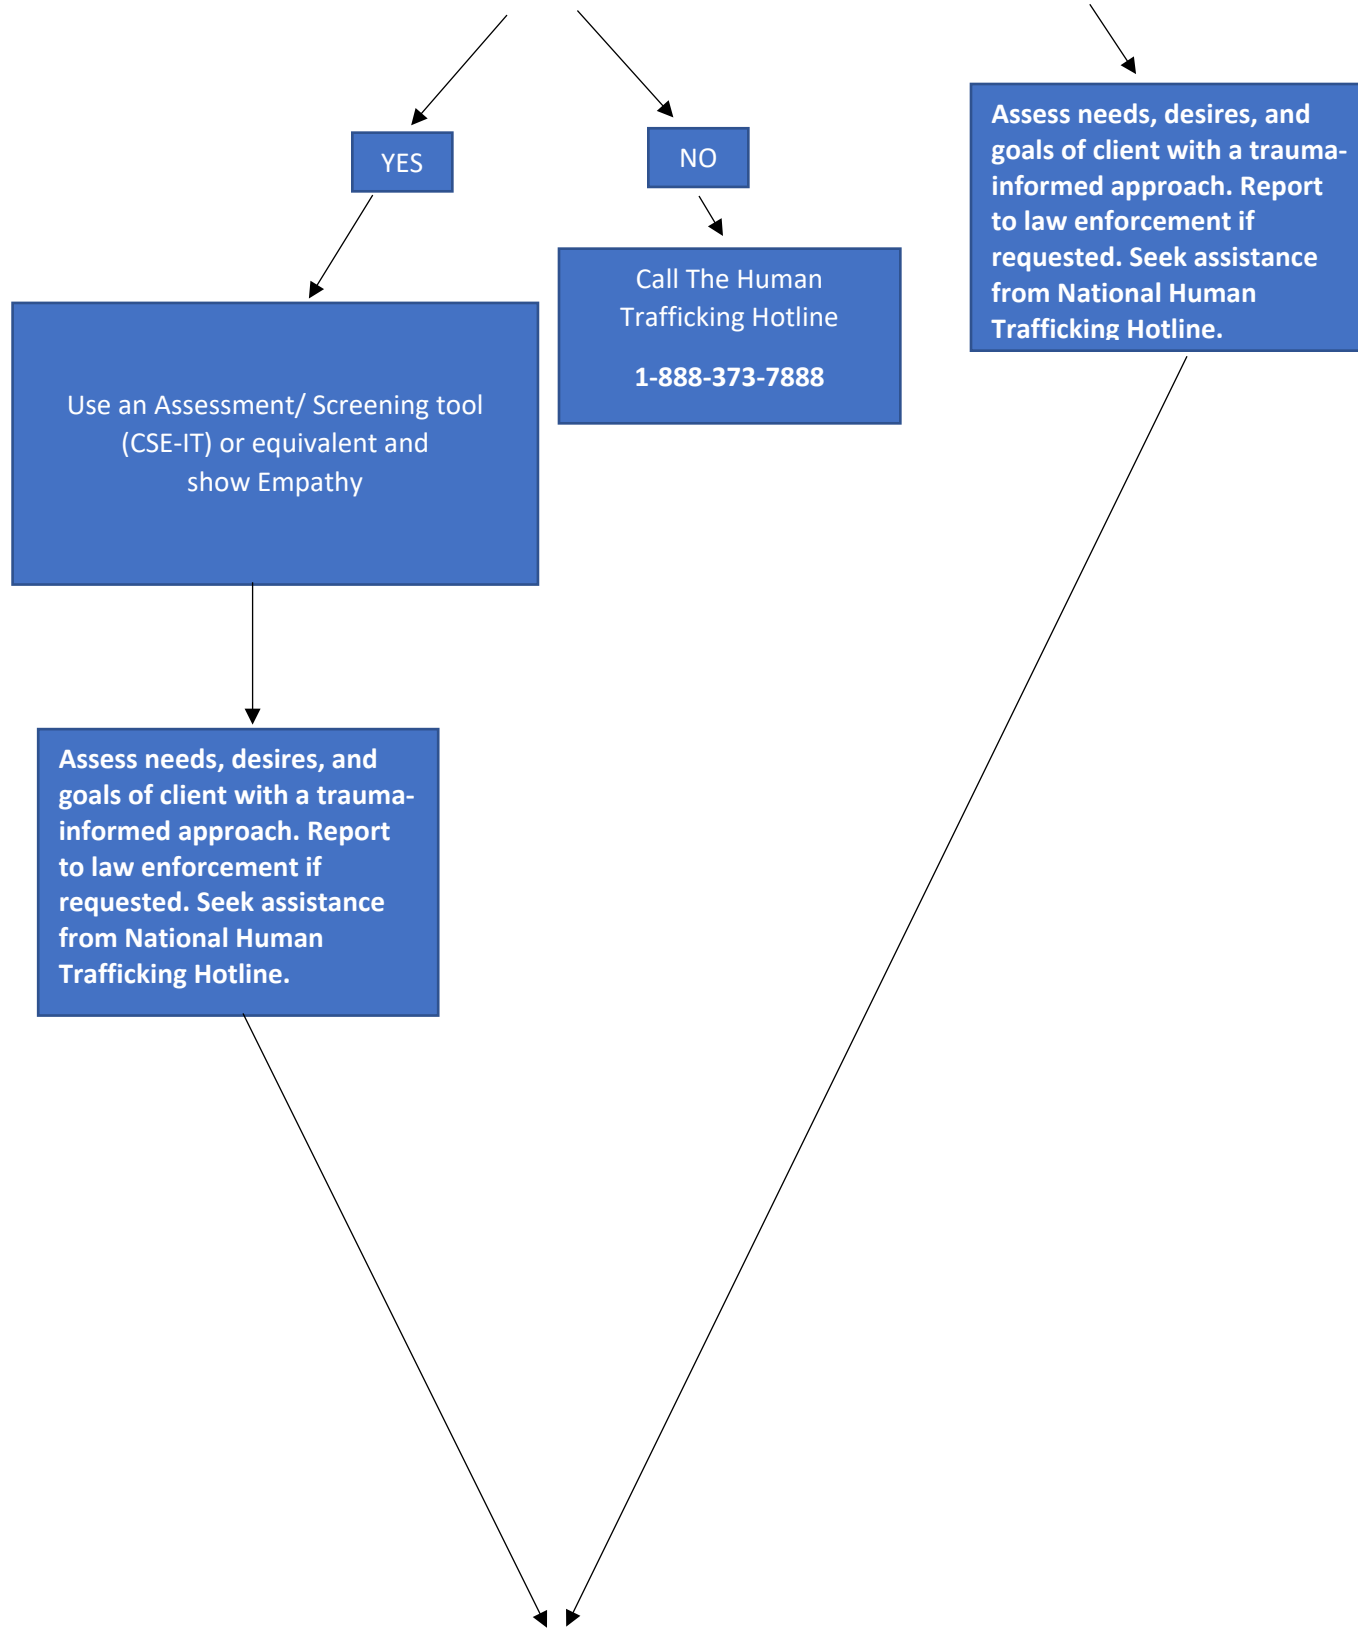 YES
NO
Assess needs, desires, and
goals of client with a trauma-
informed approach. Report
to law enforcement if
requested. Seek assistance
from National Human
Trafficking Hotline.
Call The Human
Trafficking Hotline
1-888-373-7888
Use an Assessment/ Screening tool
(CSE-IT) or equivalent and
show Empathy
Assess needs, desires, and
goals of client with a trauma-
informed approach. Report
to law enforcement if
requested. Seek assistance
from National Human
Trafficking Hotline.